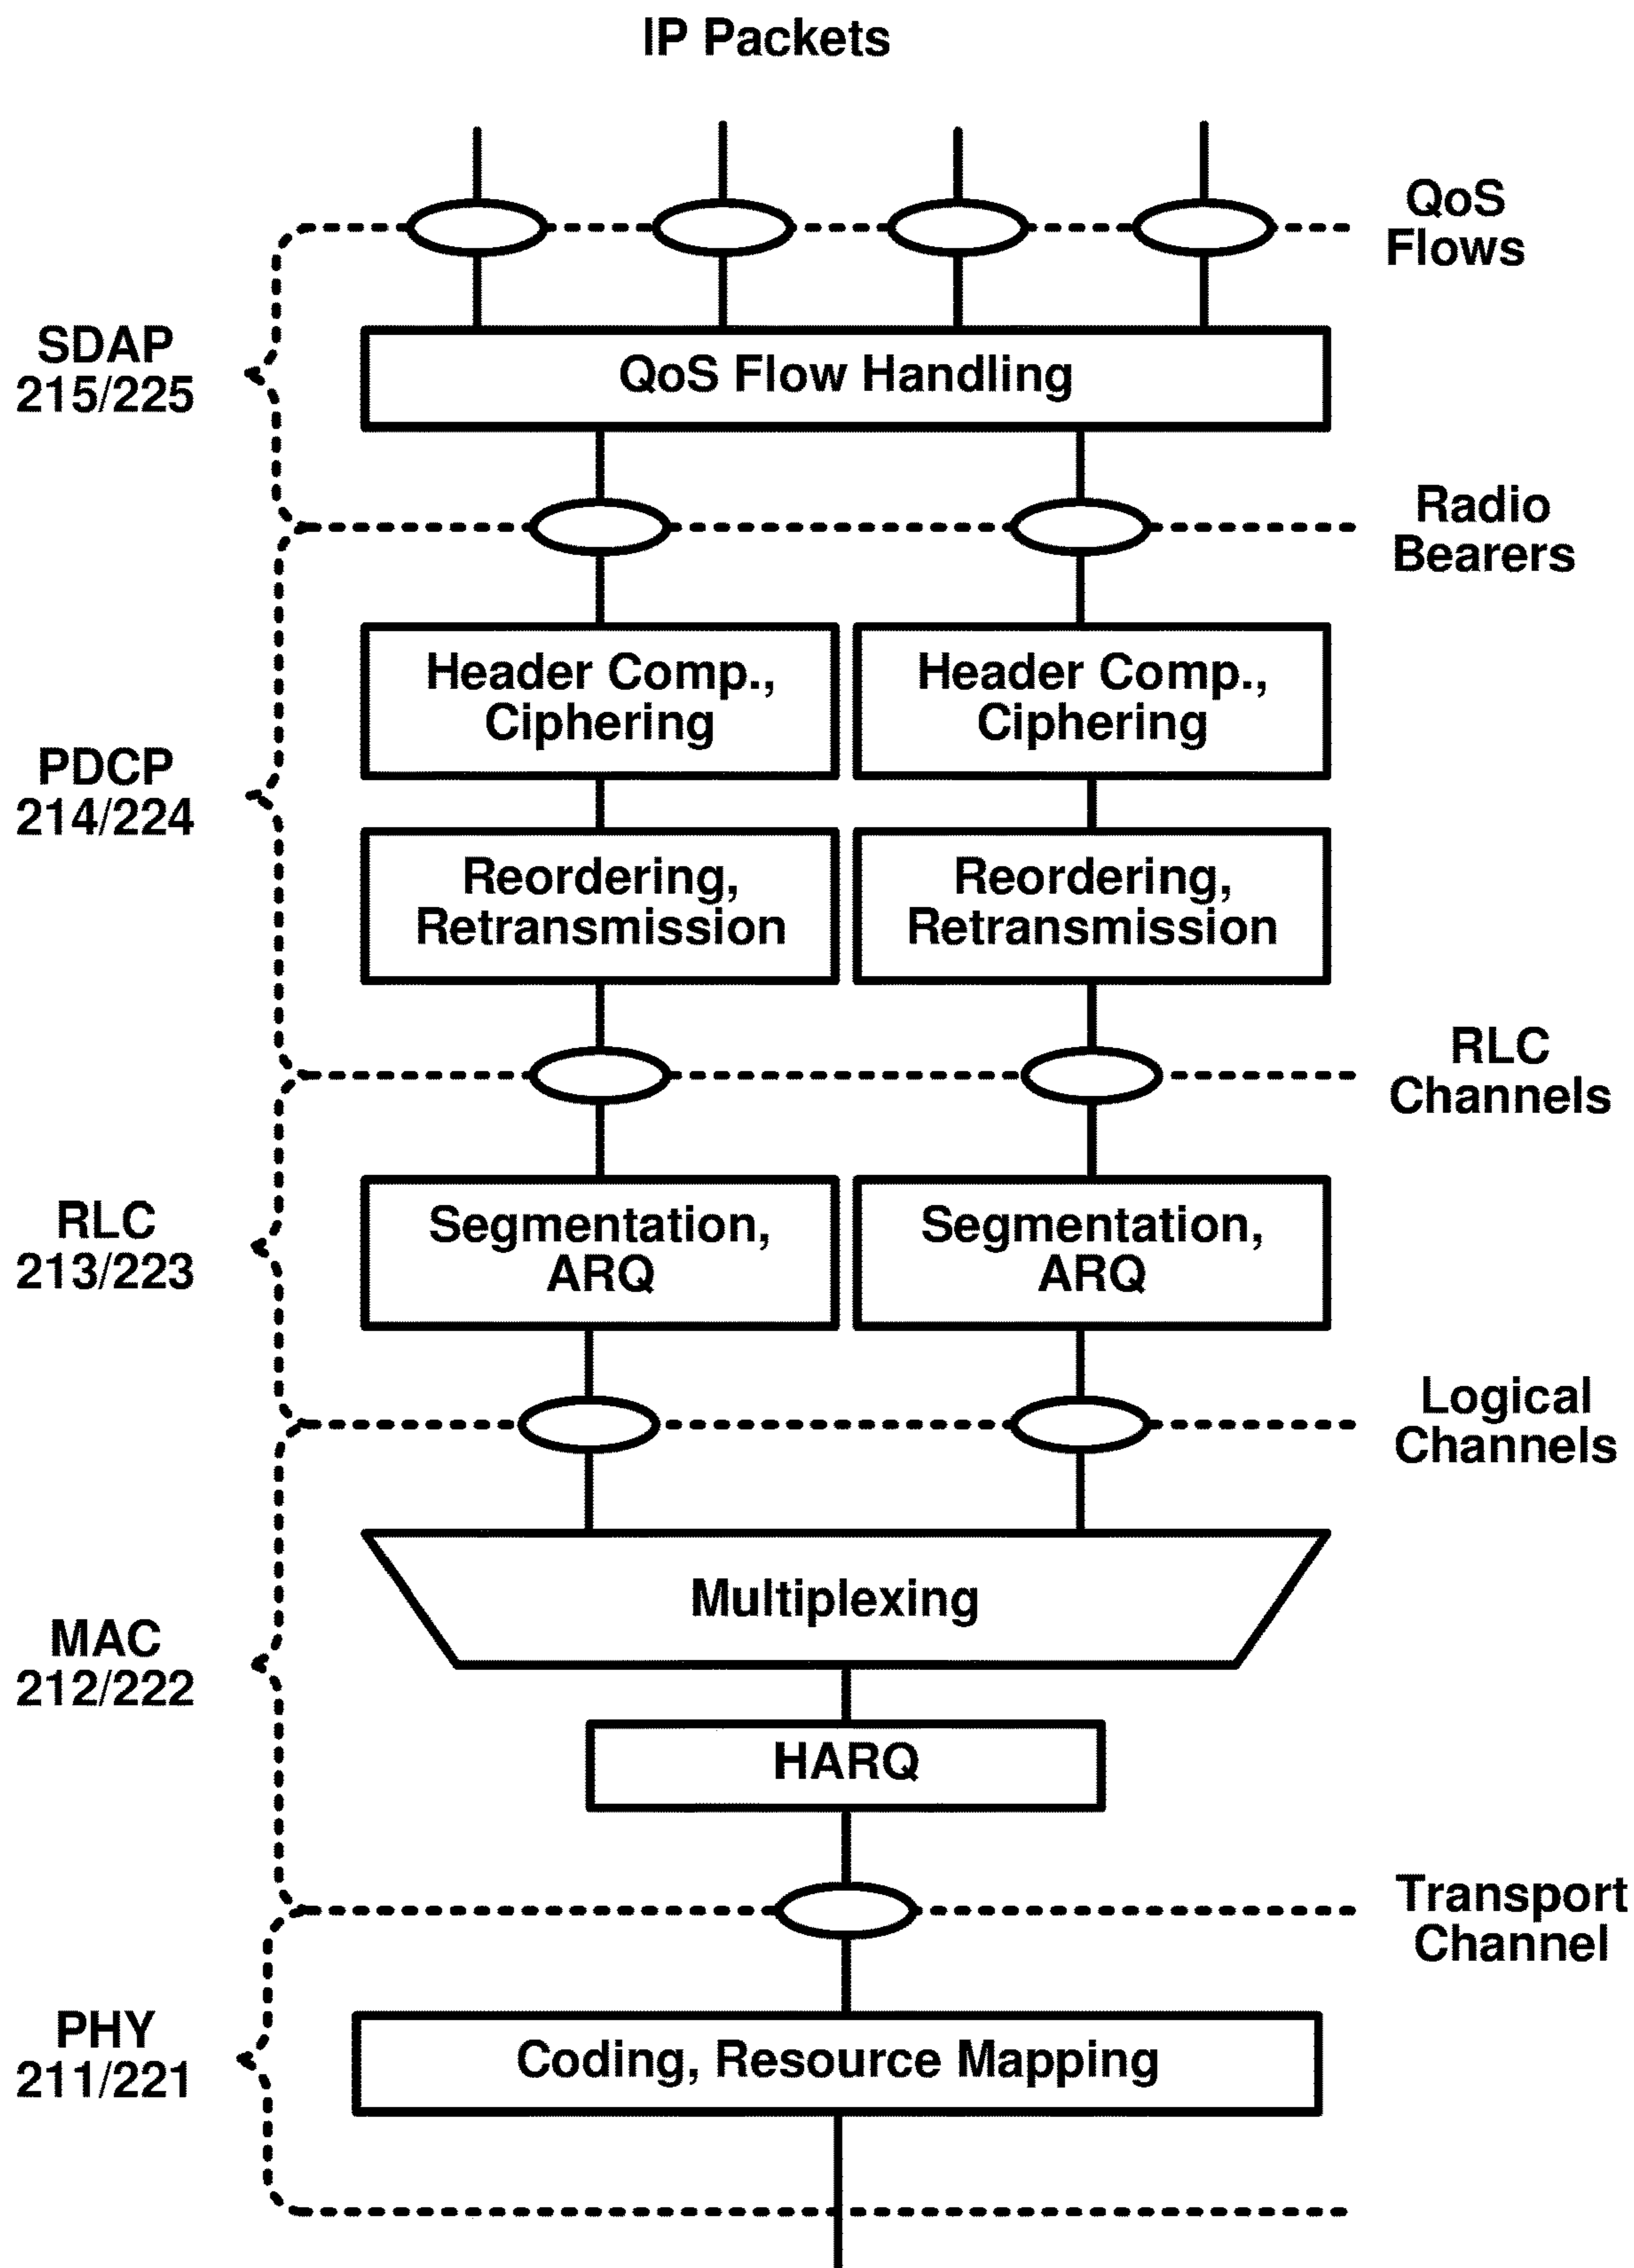 IP Packets
QoS
Flows
SDAP
215/225
QoS Flow Handling
Radio
Bearers
Header Comp.,
Ciphering
Header Comp.,
Ciphering
PDCP
214/224
Reordering,
Retransmission
Reordering,
Retransmission
RLC
Channels
RLC
213/223
Segmentation,
ARQ
Segmentation,
ARQ
Logical
Channels
Multiplexing
MAC
212/222
HARQ
Transport
Channel
PHY
211/221
Coding, Resource Mapping